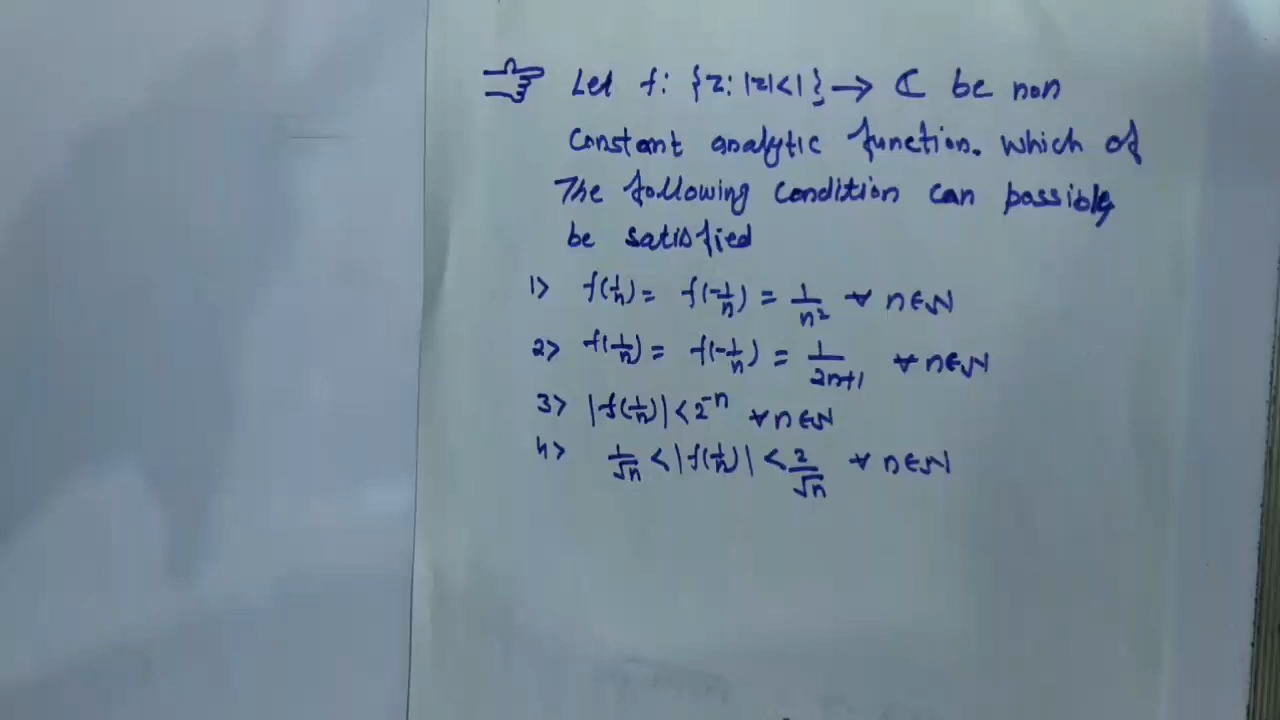 Let f: {z: |z|<1} → ℂ be non
constant analytic function. which of
The following condition can possibly
be satisfied
1> f(1/n) = f(-1/n) = 1/n² ∀ n∈N
2> f(1/n) = f(-1/n) = 1/2n+1 ∀ n∈N
3> |f(1/n)| < 2⁻ⁿ ∀ n∈N
4> 1/√n < |f(1/n)| < 2/√n ∀ n∈N